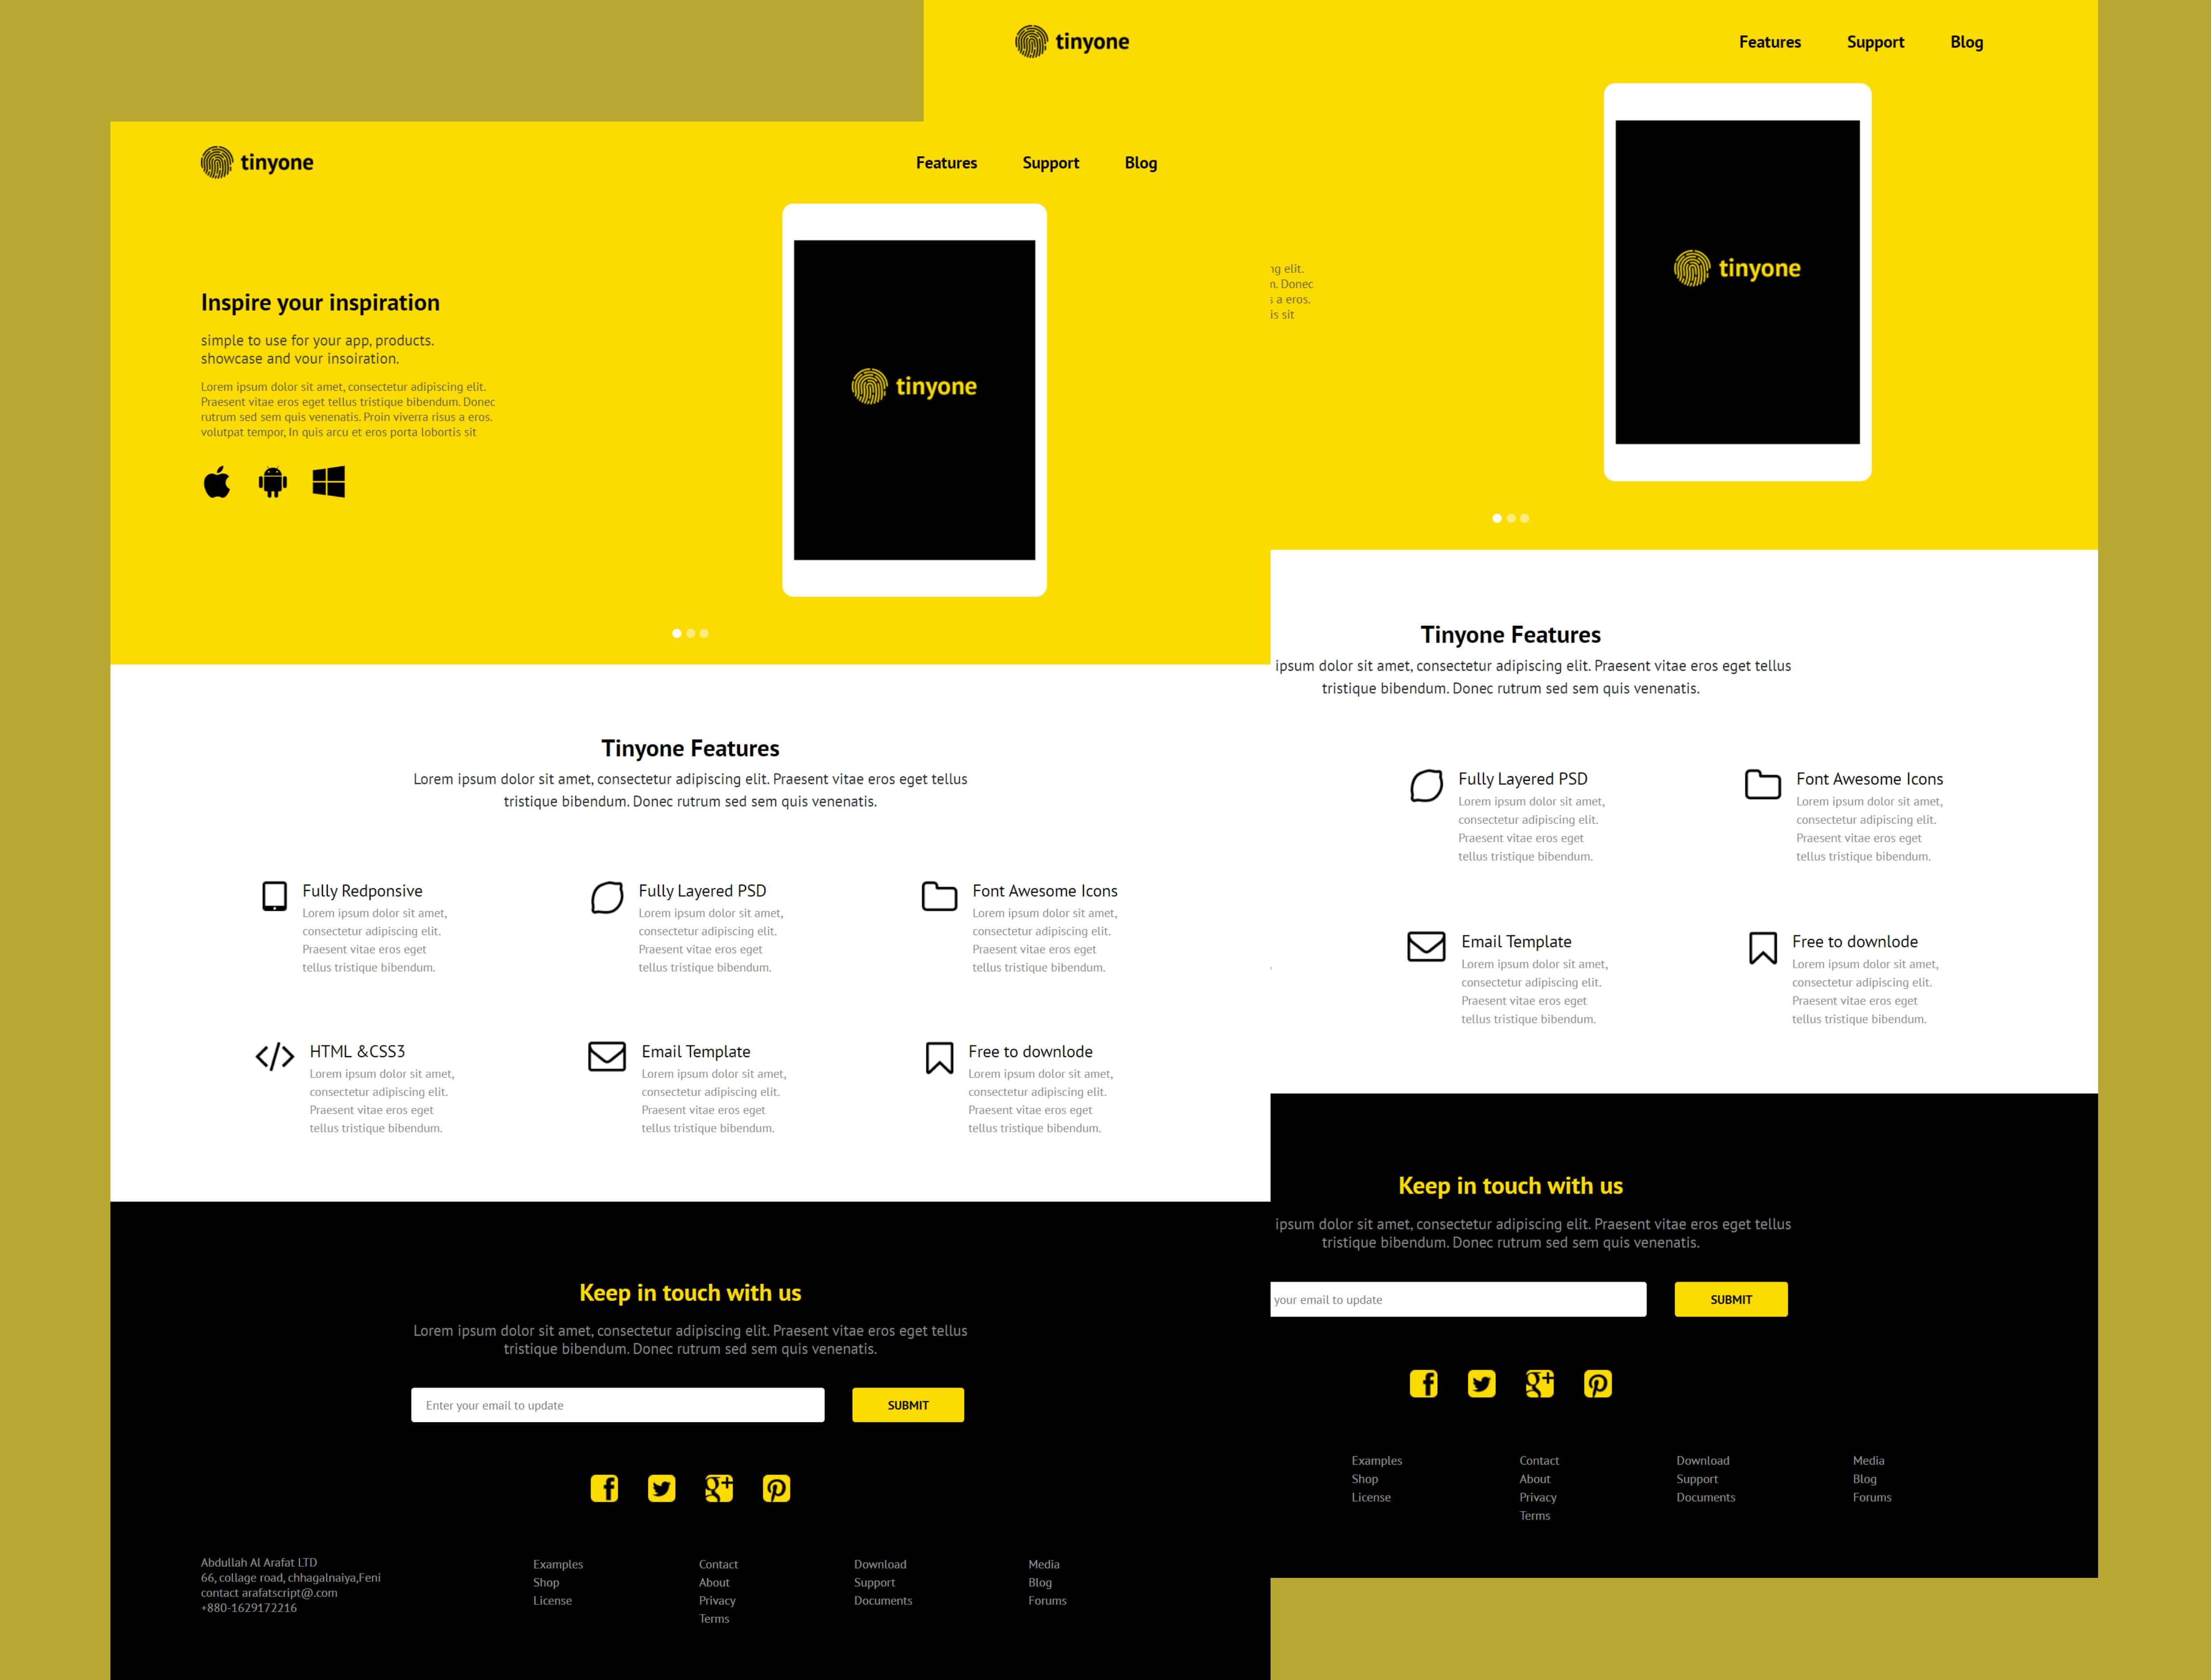 tinyone
Features Support Blog
tinyone
Inspire your inspiration
simple to use for your app, products.
showcase and vour insoiration.
Lorem ipsum dolor sit amet, consectetur adipiscing elit.
Praesent vitae eros eget tellus tristique bibendum. Donec
rutrum sed sem quis venenatis. Proin viverra risus a eros.
volutpat tempor, In quis arcu et eros porta lobortis sit
Tinyone Features
Lorem ipsum dolor sit amet, consectetur adipiscing elit. Praesent vitae eros eget tellus
tristique bibendum. Donec rutrum sed sem quis venenatis.
Fully Redponsive
Lorem ipsum dolor sit amet,
consectetur adipiscing elit.
Praesent vitae eros eget
tellus tristique bibendum.
Fully Layered PSD
Lorem ipsum dolor sit amet,
consectetur adipiscing elit.
Praesent vitae eros eget
tellus tristique bibendum.
Font Awesome Icons
Lorem ipsum dolor sit amet,
consectetur adipiscing elit.
Praesent vitae eros eget
tellus tristique bibendum.
HTML &CSS3
Lorem ipsum dolor sit amet,
consectetur adipiscing elit.
Praesent vitae eros eget
tellus tristique bibendum.
Email Template
Lorem ipsum dolor sit amet,
consectetur adipiscing elit.
Praesent vitae eros eget
tellus tristique bibendum.
Free to downlode
Lorem ipsum dolor sit amet,
consectetur adipiscing elit.
Praesent vitae eros eget
tellus tristique bibendum.
Keep in touch with us
Lorem ipsum dolor sit amet, consectetur adipiscing elit. Praesent vitae eros eget tellus
tristique bibendum. Donec rutrum sed sem quis venenatis.
Enter your email to update
SUBMIT
Abdullah Al Arafat LTD
66, collage road, chhagalnaiya,Feni
contact arafatscript@.com
+880-1629172216
Examples
Shop
License
Contact
About
Privacy
Terms
Download
Support
Documents
Media
Blog
Forums
tinyone
Features Support Blog
tinyone
elit.
Donec
a eros.
is sit
Tinyone Features
ipsum dolor sit amet, consectetur adipiscing elit. Praesent vitae eros eget tellus
tristique bibendum. Donec rutrum sed sem quis venenatis.
Fully Layered PSD
Lorem ipsum dolor sit amet,
consectetur adipiscing elit.
Praesent vitae eros eget
tellus tristique bibendum.
Font Awesome Icons
Lorem ipsum dolor sit amet,
consectetur adipiscing elit.
Praesent vitae eros eget
tellus tristique bibendum.
Email Template
Lorem ipsum dolor sit amet,
consectetur adipiscing elit.
Praesent vitae eros eget
tellus tristique bibendum.
Free to downlode
Lorem ipsum dolor sit amet,
consectetur adipiscing elit.
Praesent vitae eros eget
tellus tristique bibendum.
Keep in touch with us
ipsum dolor sit amet, consectetur adipiscing elit. Praesent vitae eros eget tellus
tristique bibendum. Donec rutrum sed sem quis venenatis.
your email to update
SUBMIT
Examples
Shop
License
Contact
About
Privacy
Terms
Download
Support
Documents
Media
Blog
Forums